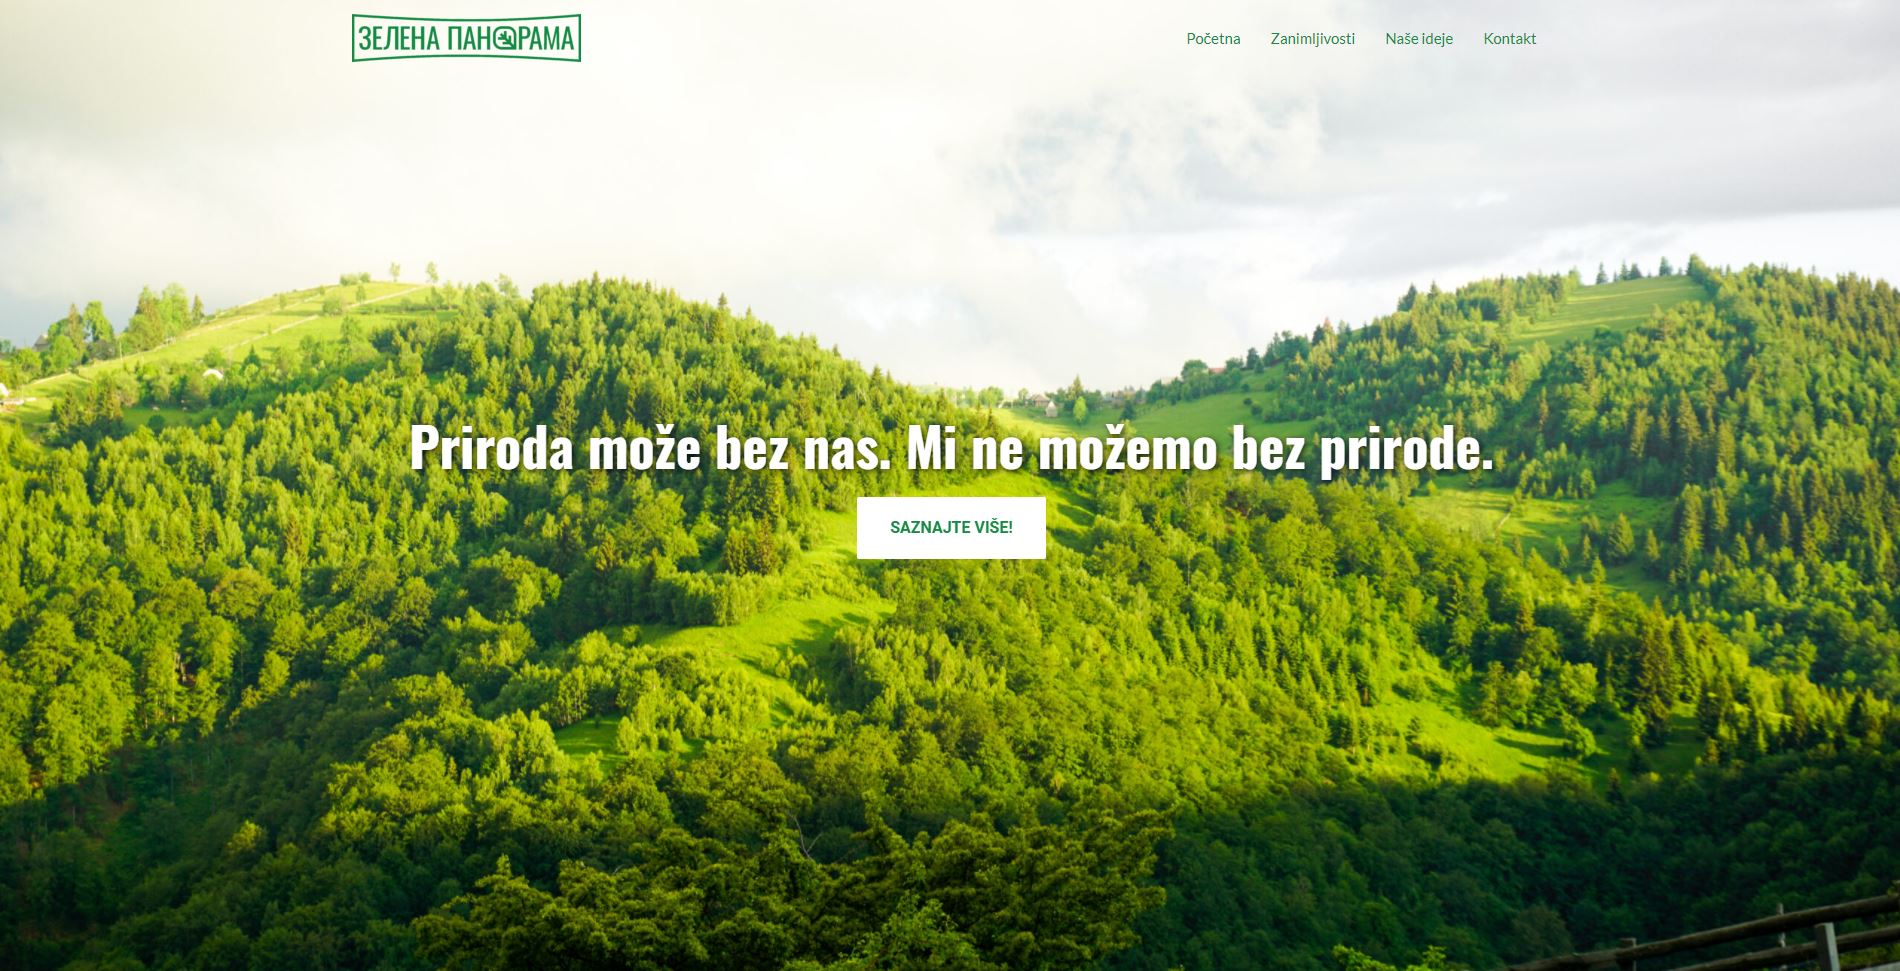 ЗЕЛЕНА ПАНОРАМА
Početna Zanimljivosti Naše ideje Kontakt
Priroda može bez nas. Mi ne možemo bez prirode.
SAZNAJTE VIŠE!